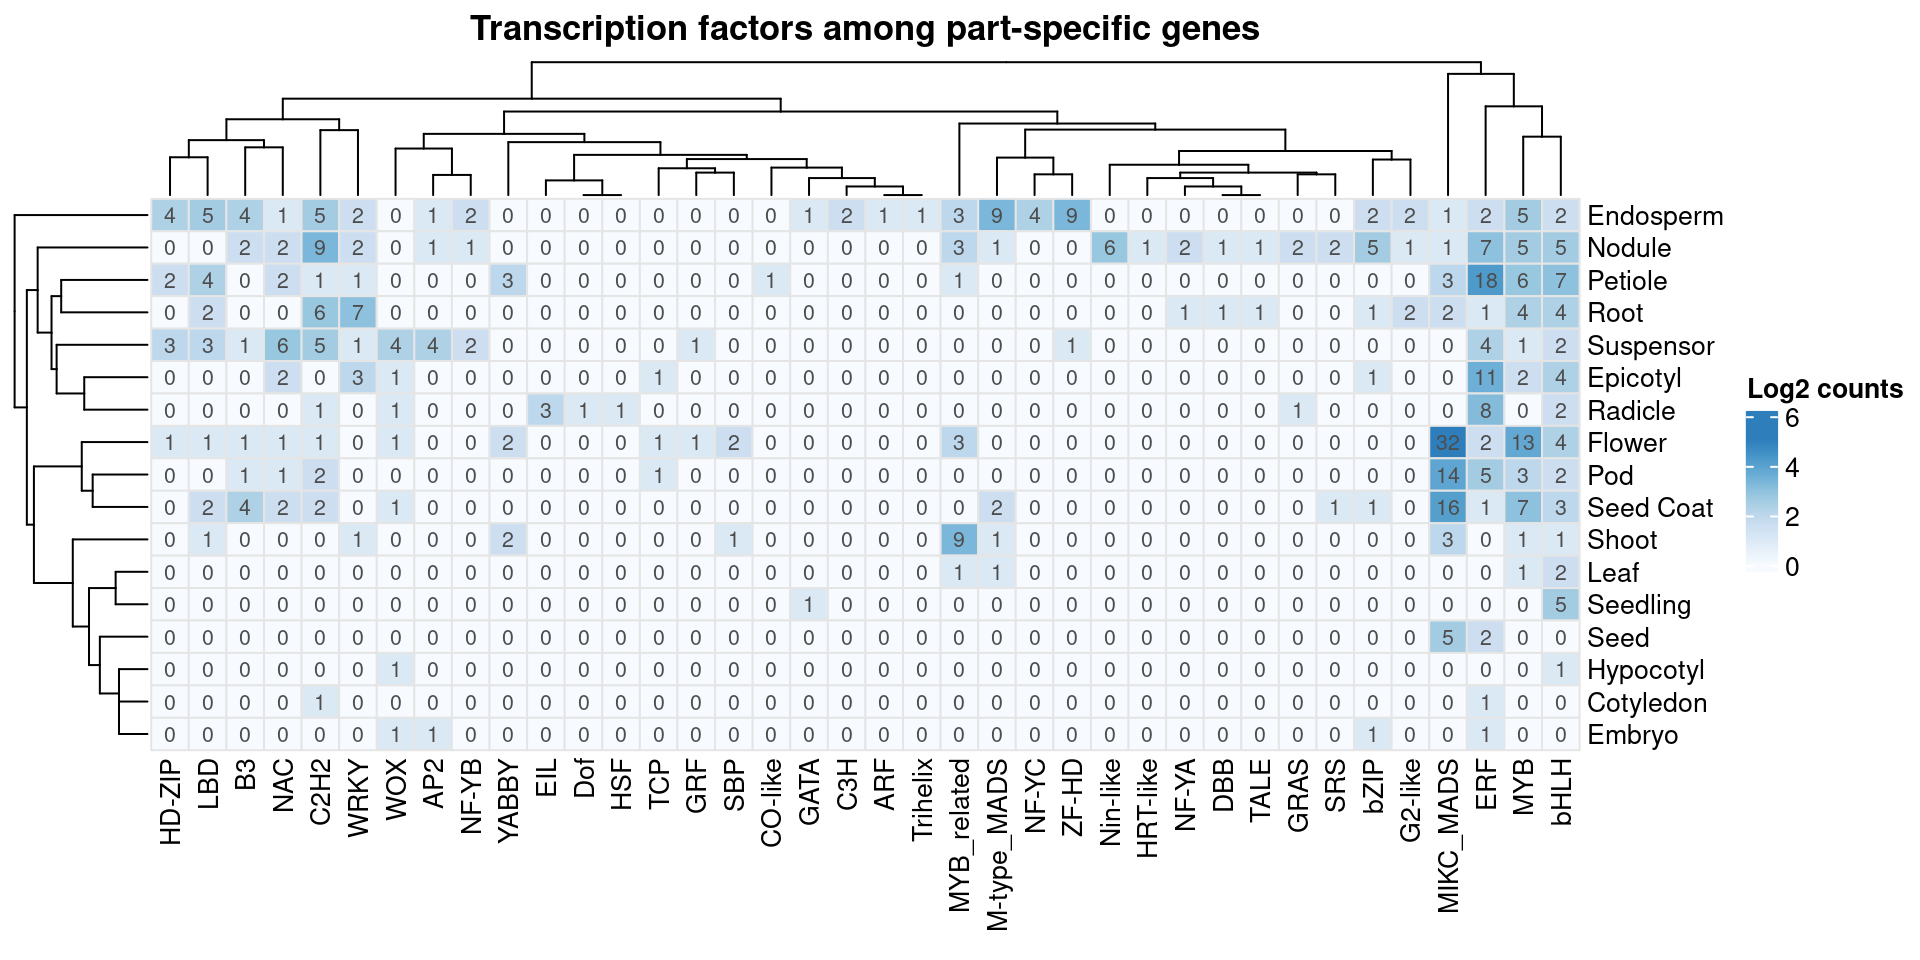 Transcription factors among part-specific genes
4 5 4 1 5 2 0 1 2 0 0 0 0 0 0 0 0 1 2 1 1 3 9 4 9 0 0 0 0 0 0 0 2 2 1 2 5 2 Endosperm
0 0 2 2 9 2 0 1 1 0 0 0 0 0 0 0 0 0 0 0 0 3 1 0 0 6 1 2 1 1 2 2 5 1 1 7 5 5 Nodule
2 4 0 2 1 1 0 0 0 3 0 0 0 0 0 0 1 0 0 0 0 1 0 0 0 0 0 0 0 0 0 0 0 0 3 18 6 7 Petiole
0 2 0 0 6 7 0 0 0 0 0 0 0 0 0 0 0 0 0 0 0 0 0 0 0 0 0 1 1 1 0 0 1 2 2 1 4 4 Root
3 3 1 6 5 1 4 4 2 0 0 0 0 0 1 0 0 0 0 0 0 0 0 0 1 0 0 0 0 0 0 0 0 0 0 4 1 2 Suspensor
0 0 0 2 0 3 1 0 0 0 0 0 0 1 0 0 0 0 0 0 0 0 0 0 0 0 0 0 0 0 0 0 1 0 0 11 2 4 Epicotyl
0 0 0 0 1 0 1 0 0 0 3 1 1 0 0 0 0 0 0 0 0 0 0 0 0 0 0 0 0 0 1 0 0 0 0 8 0 2 Radicle
1 1 1 1 1 0 1 0 0 2 0 0 0 1 1 2 0 0 0 0 0 3 0 0 0 0 0 0 0 0 0 0 0 0 32 2 13 4 Flower
0 0 1 1 2 0 0 0 0 0 0 0 0 1 0 0 0 0 0 0 0 0 0 0 0 0 0 0 0 0 0 0 0 0 14 5 3 2 Pod
0 2 4 2 2 0 1 0 0 0 0 0 0 0 0 0 0 0 0 0 0 0 2 0 0 0 0 0 0 0 0 1 1 0 16 1 7 3 Seed Coat
0 1 0 0 0 1 0 0 0 2 0 0 0 0 0 1 0 0 0 0 0 9 1 0 0 0 0 0 0 0 0 0 0 0 3 0 1 1 Shoot
0 0 0 0 0 0 0 0 0 0 0 0 0 0 0 0 0 0 0 0 0 1 1 0 0 0 0 0 0 0 0 0 0 0 0 0 1 2 Leaf
0 0 0 0 0 0 0 0 0 0 0 0 0 0 0 0 0 1 0 0 0 0 0 0 0 0 0 0 0 0 0 0 0 0 0 0 0 5 Seedling
0 0 0 0 0 0 0 0 0 0 0 0 0 0 0 0 0 0 0 0 0 0 0 0 0 0 0 0 0 0 0 0 0 0 5 2 0 0 Seed
0 0 0 0 0 0 1 0 0 0 0 0 0 0 0 0 0 0 0 0 0 0 0 0 0 0 0 0 0 0 0 0 0 0 0 0 0 1 Hypocotyl
0 0 0 0 1 0 0 0 0 0 0 0 0 0 0 0 0 0 0 0 0 0 0 0 0 0 0 0 0 0 0 0 0 0 0 1 0 0 Cotyledon
0 0 0 0 0 0 1 1 0 0 0 0 0 0 0 0 0 0 0 0 0 0 0 0 0 0 0 0 0 0 0 0 1 0 0 1 0 0 Embryo
HD-ZIP
LBD
B3
NAC
C2H2
WRKY
WOX
AP2
NF-YB
YABBY
EIL
Dof
HSF
TCP
GRF
SBP
CO-like
GATA
C3H
ARF
Trihelix
MYB_related
M-type_MADS
NF-YC
ZF-HD
Nin-like
HRT-like
NF-YA
DBB
TALE
GRAS
SRS
bZIP
G2-like
MIKC_MADS
ERF
MYB
bHLH
Log2 counts
6
4
2
0